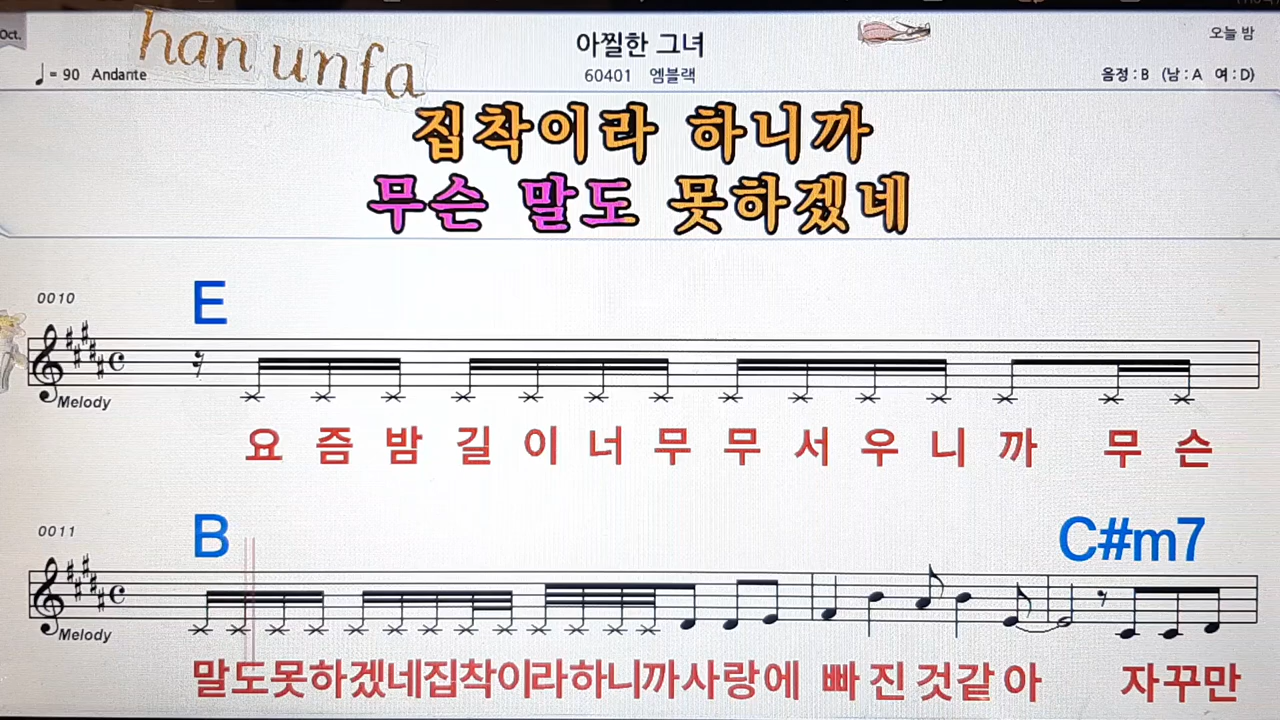 Oct.
han unfa
아찔한 그녀
오늘 밤
♩= 90 Andante
60401 엠블랙
음정 : B (남 : A 여 : D)
집착이라 하니까
무슨 말도 못하겠네
0010
E
Melody
요 즘 밤 길 이 너 무 무 서 우 니 까 무 슨
0011
B C#m7
Melody
말도못하겠네집착이라하니까사랑에 빠 진 것같 아 자꾸만